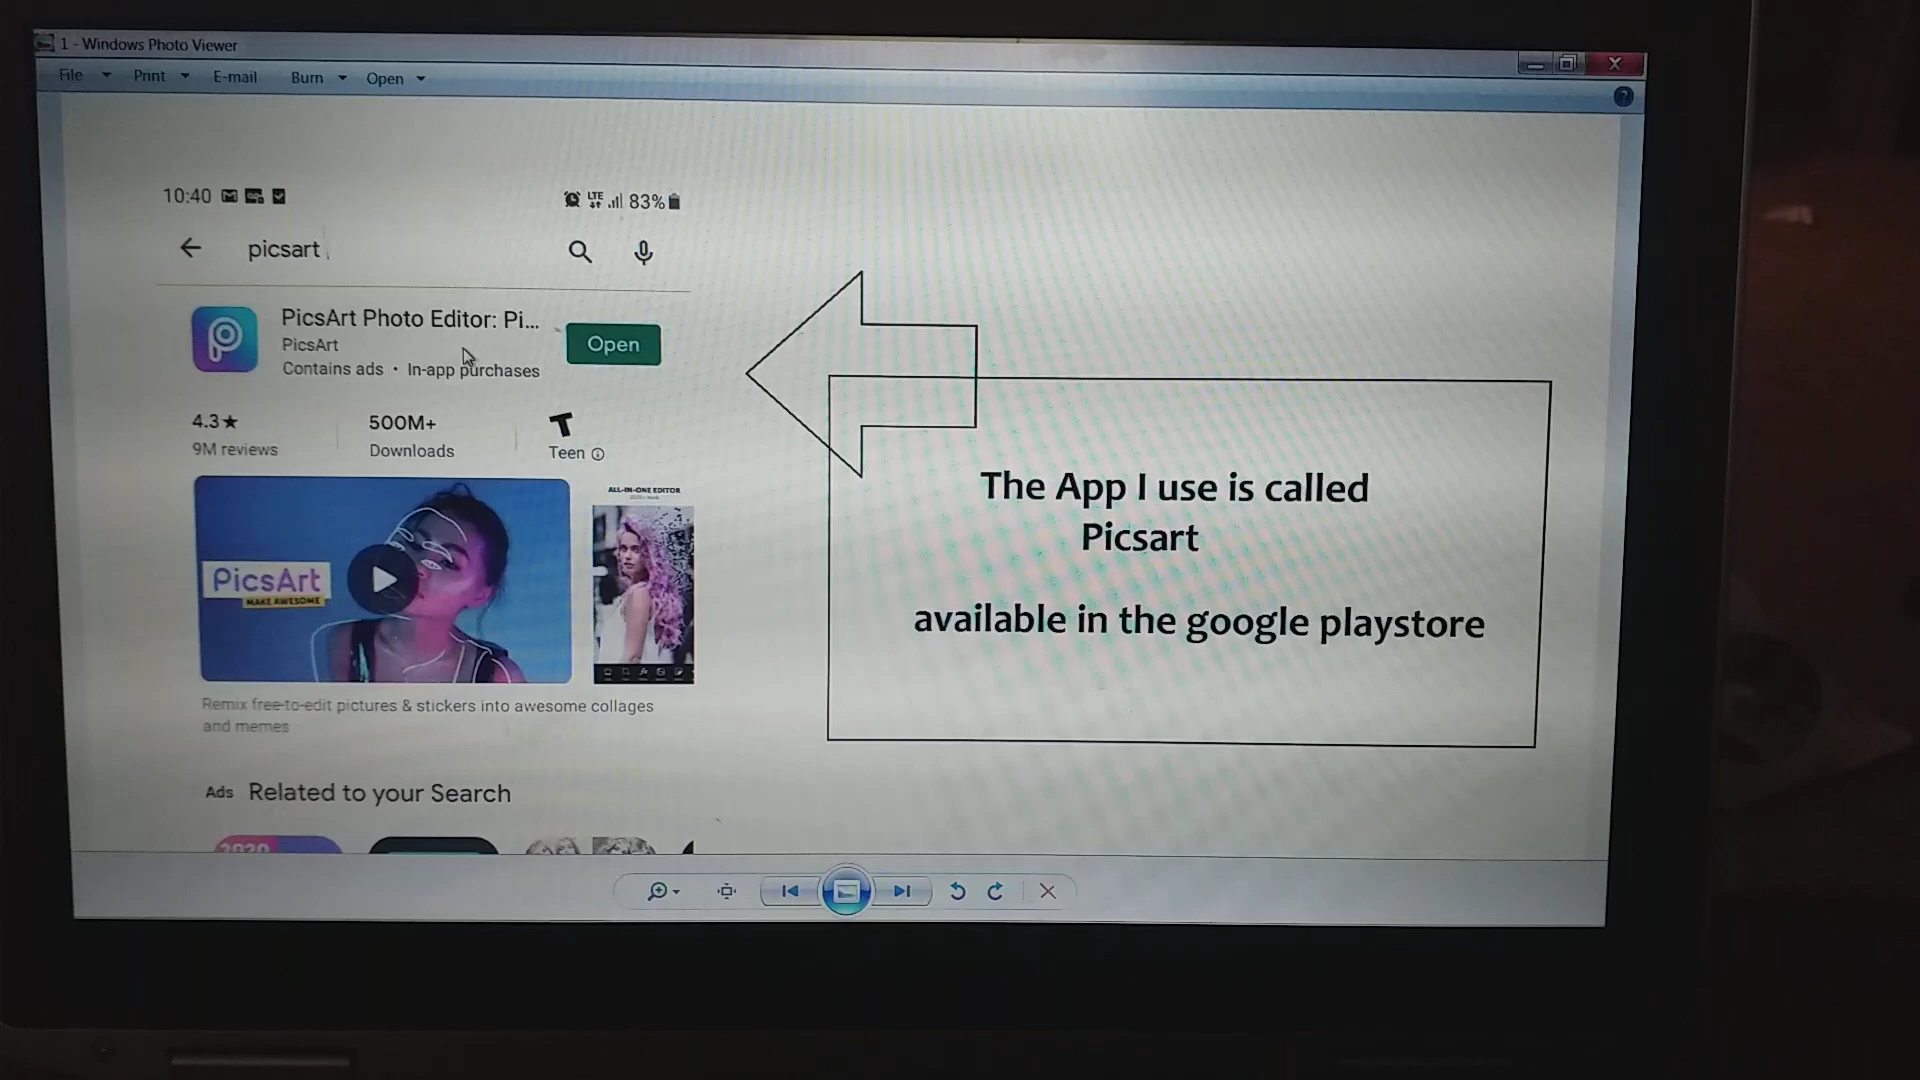 1 - Windows Photo Viewer
File Print E-mail Burn Open
10:40 LTE 83%
picsart
PicsArt Photo Editor: Pi...
PicsArt
Contains ads • In-app purchases
Open
4.3★ 500M+
9M reviews Downloads Teen
ALL-IN-ONE EDITOR
PicsArt
MAKE AWESOME
Remix free-to-edit pictures & stickers into awesome collages
and memes
Ads Related to your Search
2020
The App I use is called
Picsart
available in the google playstore